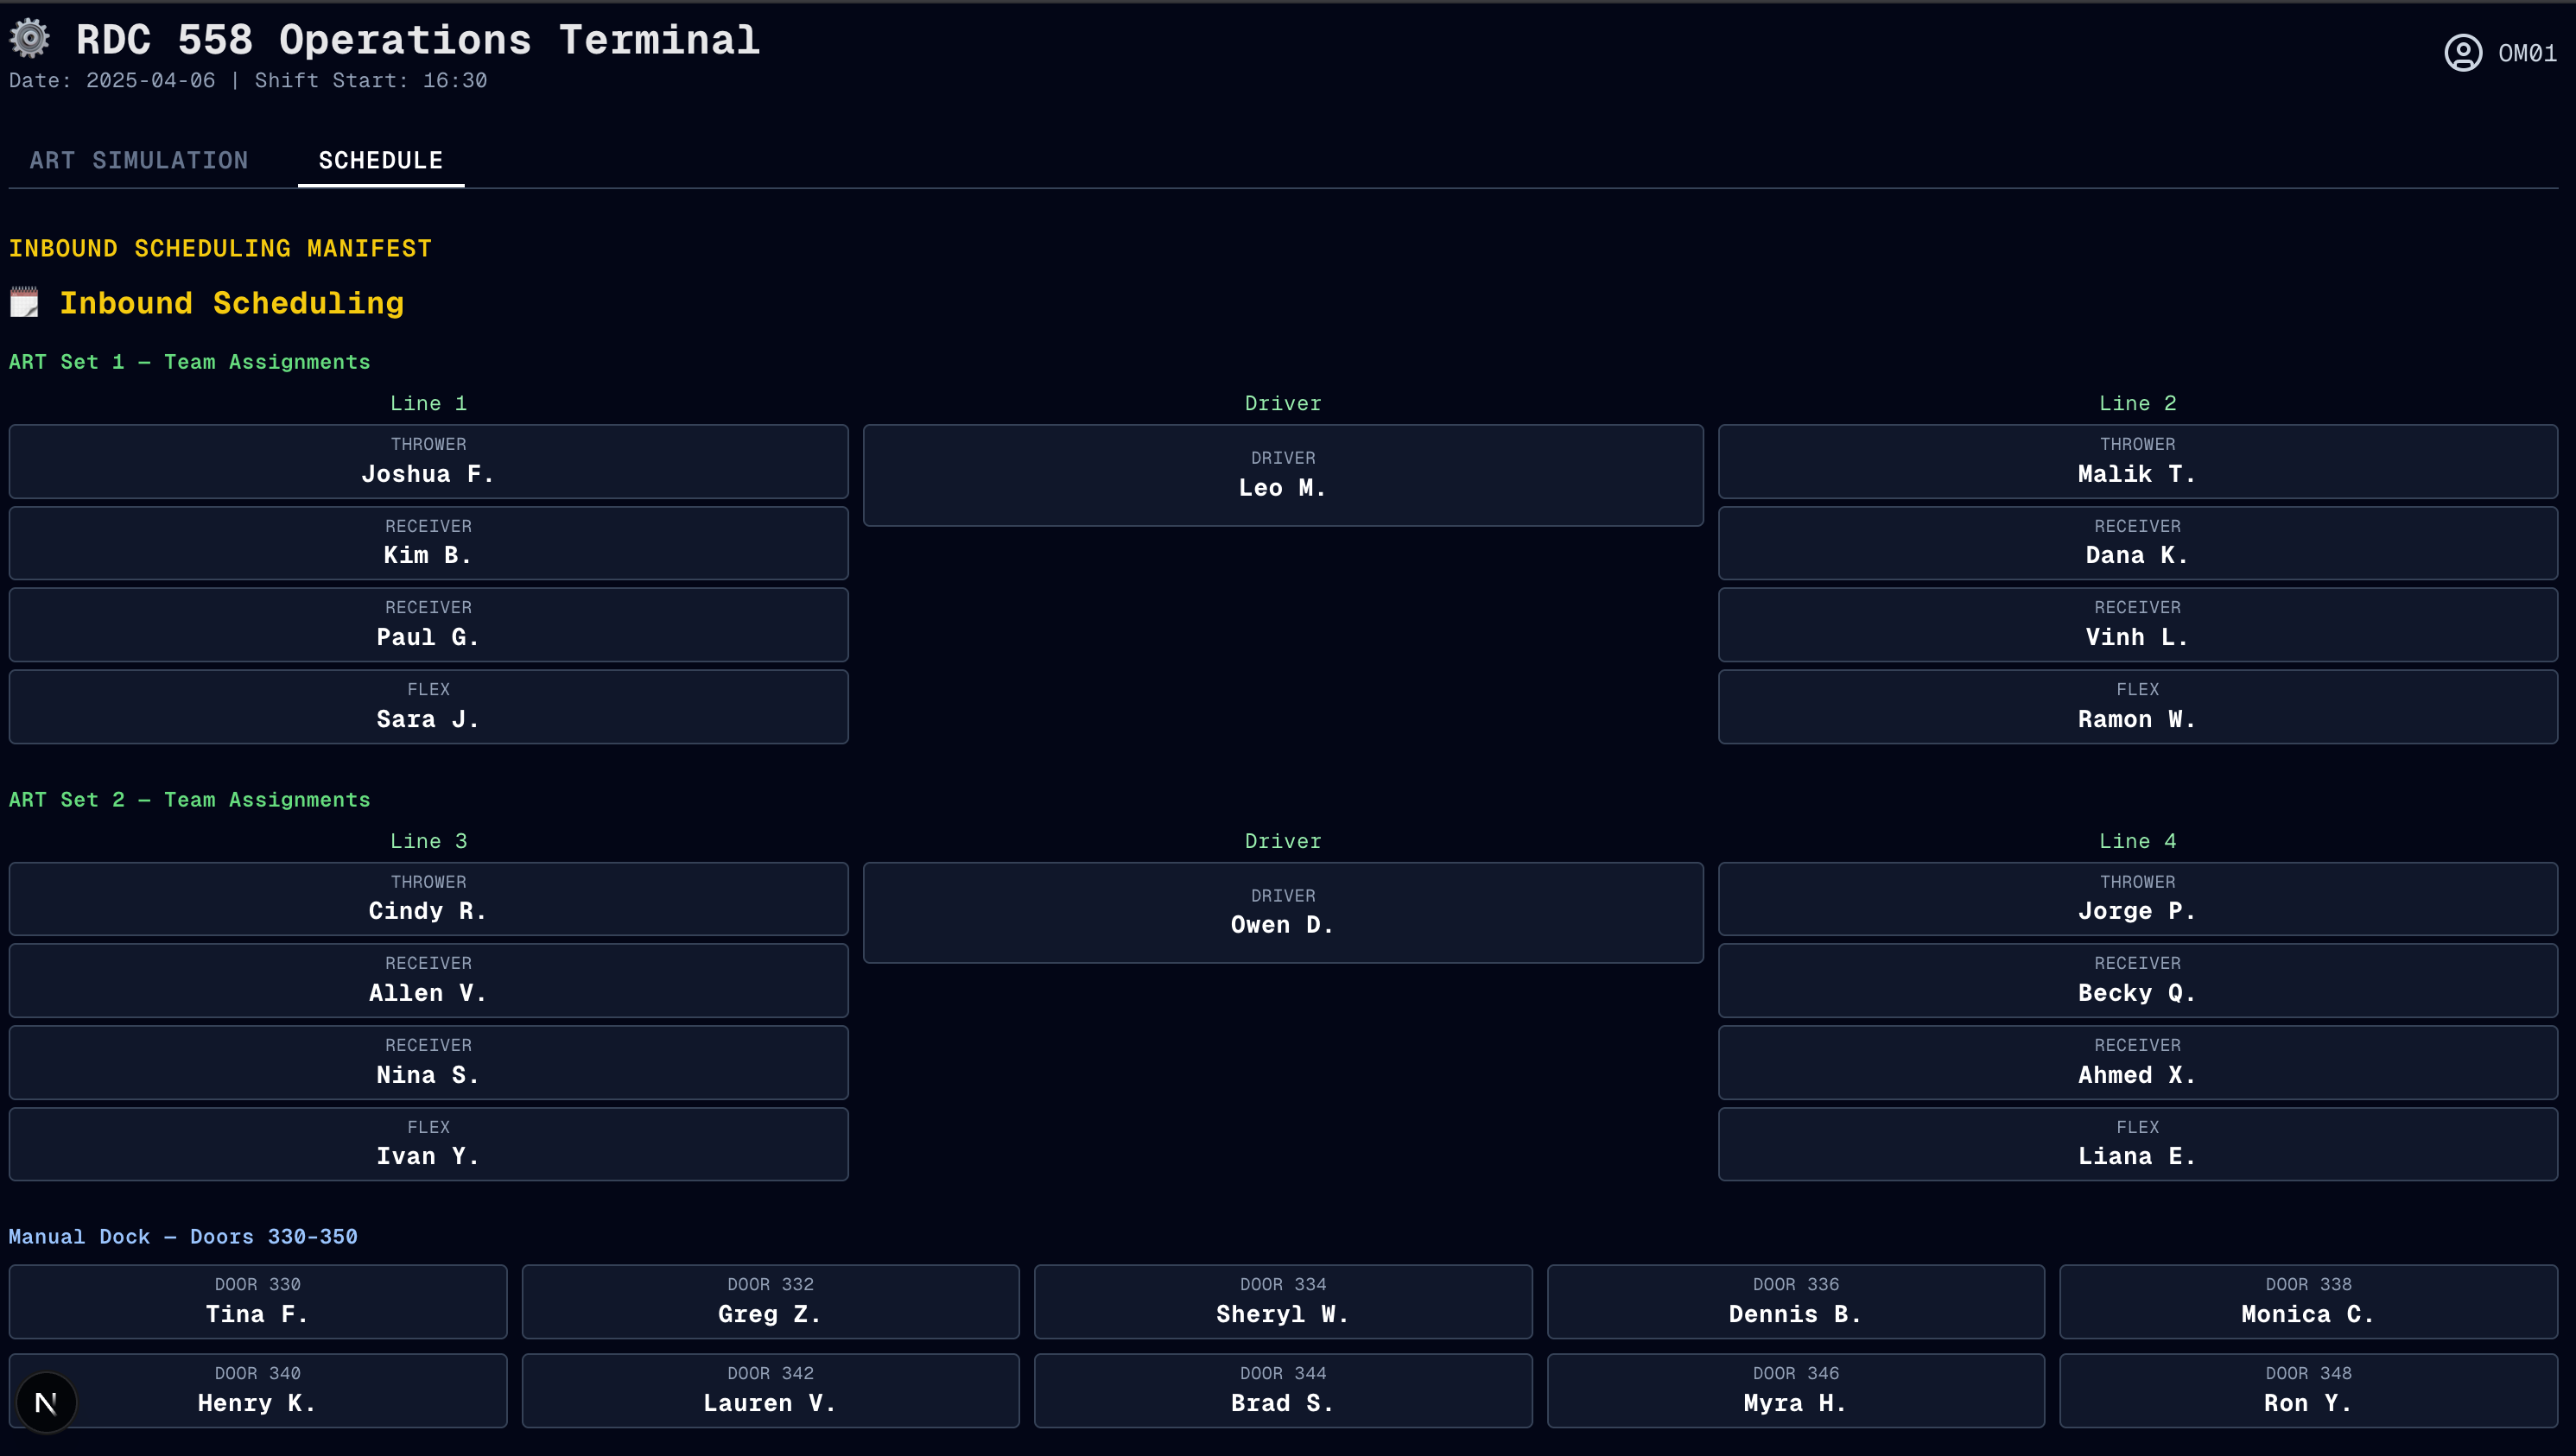 RDC 558 Operations Terminal
OM01
Date: 2025-04-06 | Shift Start: 16:30
ART SIMULATION
SCHEDULE
INBOUND SCHEDULING MANIFEST
Inbound Scheduling
ART Set 1 — Team Assignments
Line 1
THROWER
Joshua F.
RECEIVER
Kim B.
RECEIVER
Paul G.
FLEX
Sara J.
Driver
DRIVER
Leo M.
Line 2
THROWER
Malik T.
RECEIVER
Dana K.
RECEIVER
Vinh L.
FLEX
Ramon W.
ART Set 2 — Team Assignments
Line 3
THROWER
Cindy R.
RECEIVER
Allen V.
RECEIVER
Nina S.
FLEX
Ivan Y.
Driver
DRIVER
Owen D.
Line 4
THROWER
Jorge P.
RECEIVER
Becky Q.
RECEIVER
Ahmed X.
FLEX
Liana E.
Manual Dock — Doors 330-350
DOOR 330
Tina F.
DOOR 332
Greg Z.
DOOR 334
Sheryl W.
DOOR 336
Dennis B.
DOOR 338
Monica C.
DOOR 340
Henry K.
DOOR 342
Lauren V.
DOOR 344
Brad S.
DOOR 346
Myra H.
DOOR 348
Ron Y.
N